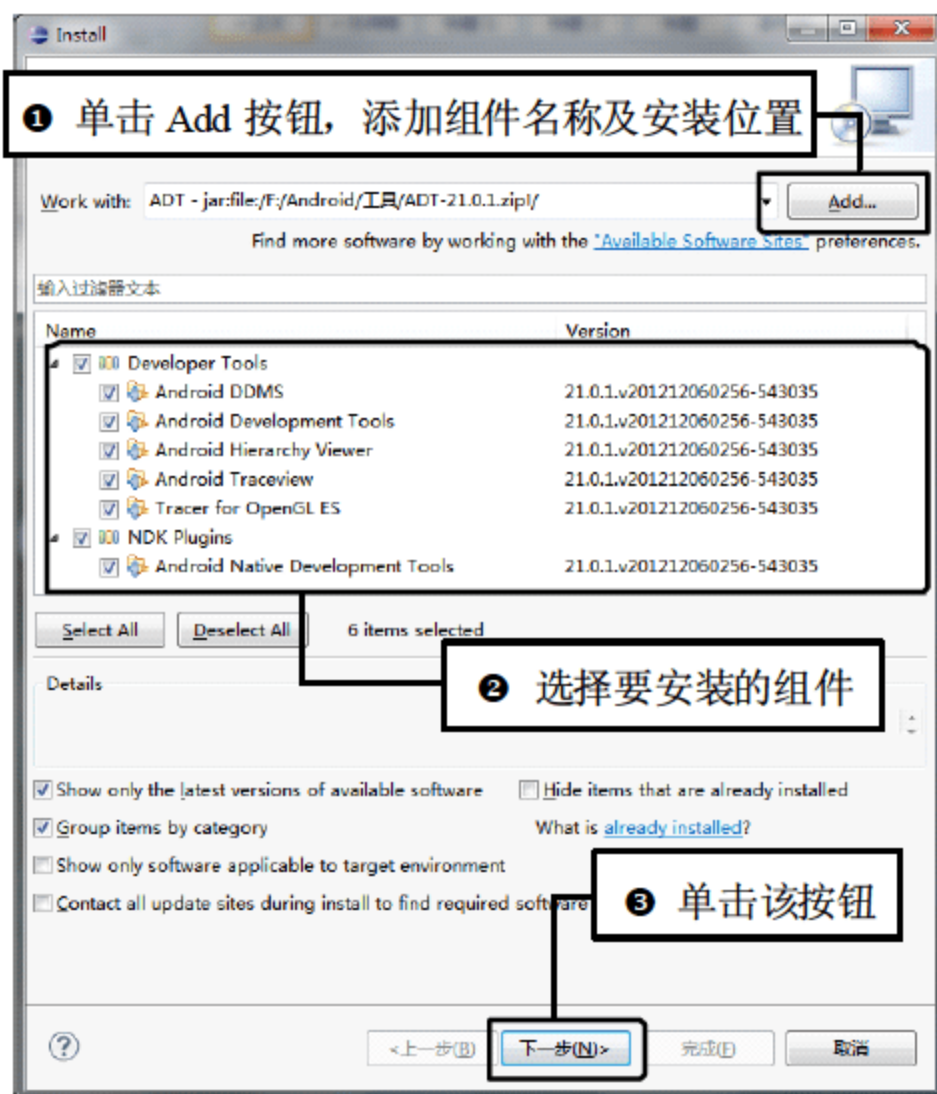 Install
❶ 单击 Add 按钮，添加组件名称及安装位置
Work with: ADT - jar:file:/F:/Android/工具/ADT-21.0.1.zip!/ Add...
Find more software by working with the "Available Software Sites" preferences.
输入过滤器文本
Name Version
Developer Tools
Android DDMS 21.0.1.v201212060256-543035
Android Development Tools 21.0.1.v201212060256-543035
Android Hierarchy Viewer 21.0.1.v201212060256-543035
Android Traceview 21.0.1.v201212060256-543035
Tracer for OpenGL ES 21.0.1.v201212060256-543035
NDK Plugins
Android Native Development Tools 21.0.1.v201212060256-543035
Select All Deselect All 6 items selected
Details
❷ 选择要安装的组件
Show only the latest versions of available software Hide items that are already installed
Group items by category What is already installed?
Show only software applicable to target environment
Contact all update sites during install to find required software
❸ 单击该按钮
<上一步(B) 下一步(N)> 完成(F) 取消